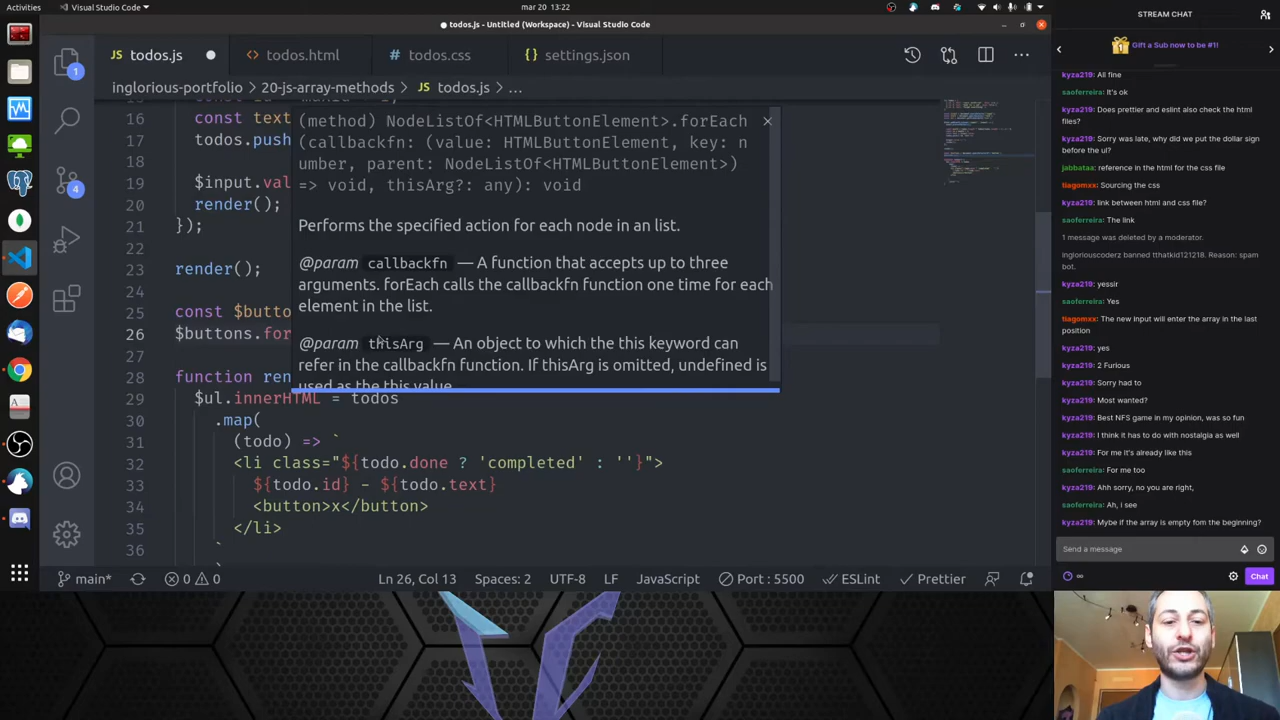 Activities
Visual Studio Code
mar 20 13:22
● todos.js - Untitled (Workspace) - Visual Studio Code
JS todos.js
<> todos.html
# todos.css
{} settings.json
inglorious-portfolio > 20-js-array-methods > JS todos.js > ...
16 const text
17 todos.push
18
19 $input.val
20 render();
21 });
22
23 render();
24
25 const $butto
26 $buttons.for
27
28 function ren
29 $ul.innerHTML = todos
30 .map(
31 (todo) => `
32 <li class="${todo.done ? 'completed' : ''}">
33 ${todo.id} - ${todo.text}
34 <button>x</button>
35 </li>
36 `
(method) NodeListOf<HTMLButtonElement>.forEach
(callbackfn: (value: HTMLButtonElement, key: n
umber, parent: NodeListOf<HTMLButtonElement>)
=> void, thisArg?: any): void
Performs the specified action for each node in an list.
@param callbackfn — A function that accepts up to three
arguments. forEach calls the callbackfn function one time for each
element in the list.
@param thisArg — An object to which the this keyword can
refer in the callbackfn function. If thisArg is omitted, undefined is
used as the this value.
1
4
main*
0 0
Ln 26, Col 13
Spaces: 2
UTF-8
LF
JavaScript
Port : 5500
ESLint
Prettier
STREAM CHAT
Gift a Sub now to be #1!
kyza219: All fine
saoferreira: It's ok
kyza219: Does prettier and eslint also check the html
files?
kyza219: Sorry was late, why did we put the dollar sign
before the ul?
jabbataa: reference in the html for the css file
tiagomxx: Sourcing the css
kyza219: link between html and css file?
saoferreira: The link
1 message was deleted by a moderator.
ingloriouscoderz banned tthatkid121218. Reason: spam
bot.
kyza219: yessir
saoferreira: Yes
tiagomxx: The new input will enter the array in the last
position
kyza219: yes
kyza219: 2 Furious
kyza219: Sorry had to
kyza219: Most wanted?
kyza219: Best NFS game in my opinion, was so fun
kyza219: I think it has to do with nostalgia as well
kyza219: For me it's already like this
saoferreira: For me too
kyza219: Ahh sorry, no you are right,
saoferreira: Ah, i see
kyza219: Mybe if the array is empty fom the beginning?
Send a message
∞
Chat